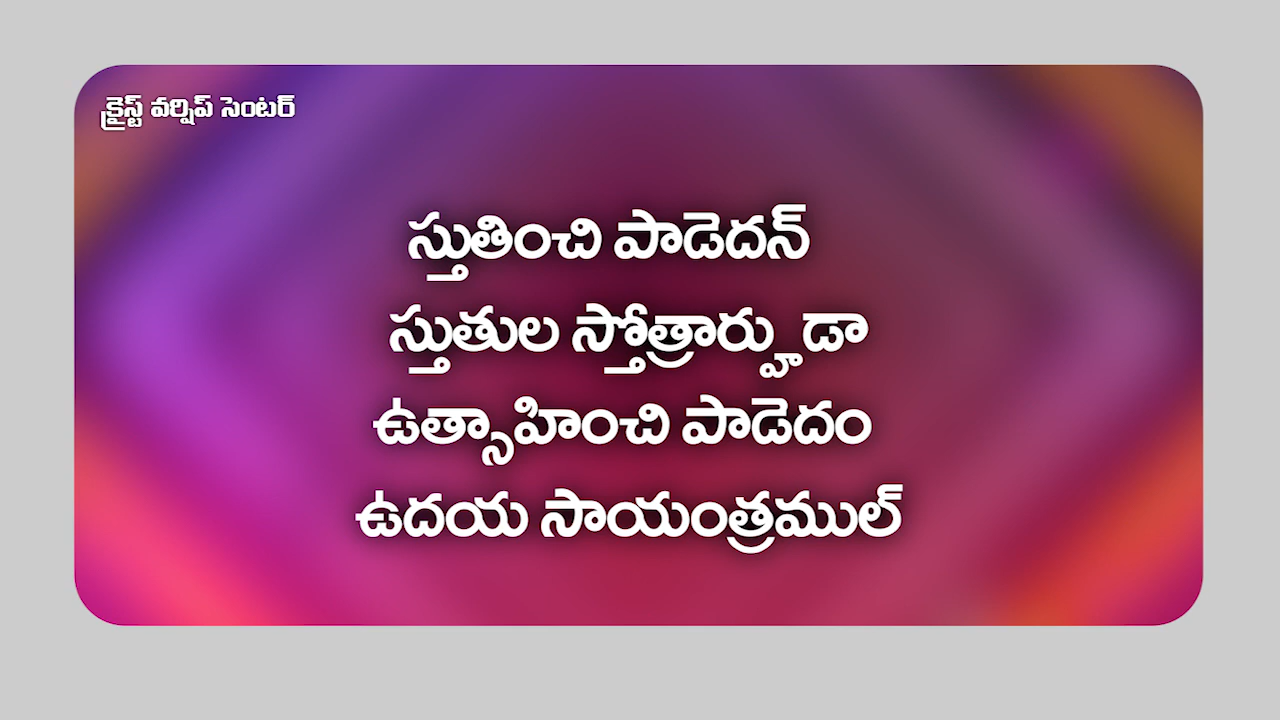 క్రైస్ట్ వర్షిప్ సెంటర్
స్తుతించి పాడెదన్
స్తుతుల స్తోత్రార్హుడా
ఉత్సాహించి పాడెదం
ఉదయ సాయంత్రముల్